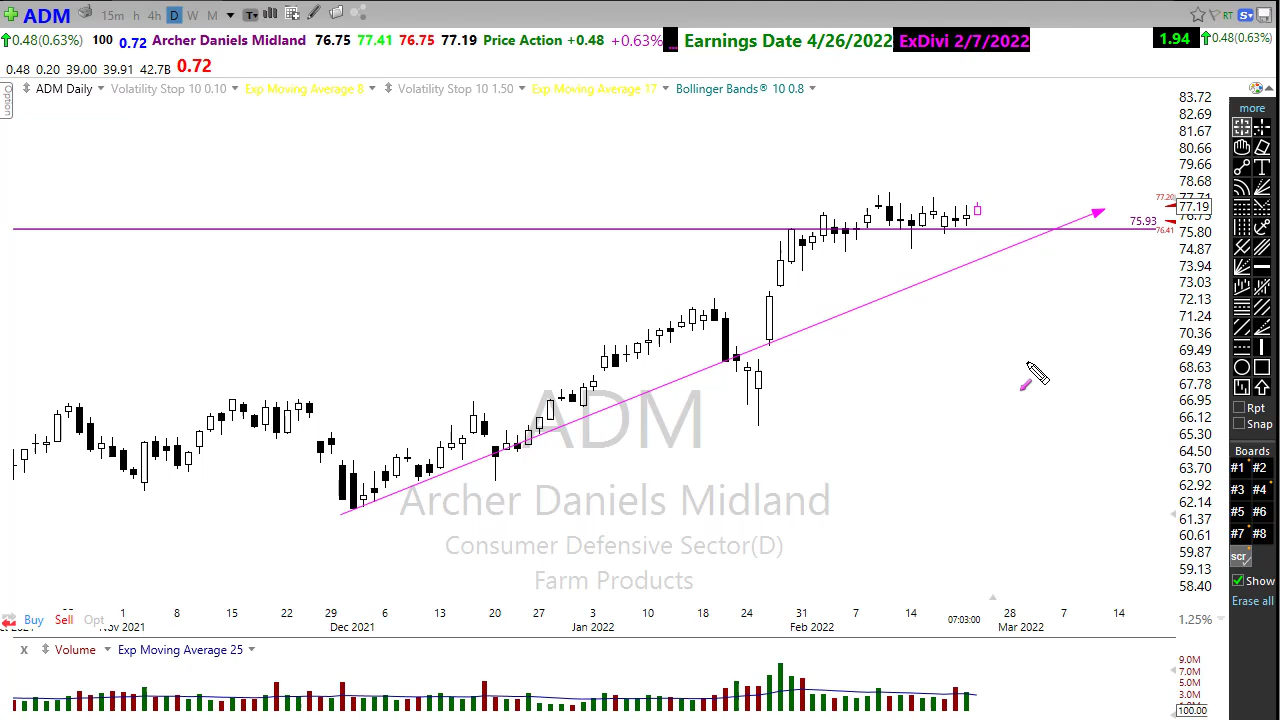 ADM 15m h 4h D W M T RT S
0.48(0.63%) 100 0.72 Archer Daniels Midland 76.75 77.41 76.75 77.19 Price Action +0.48 +0.63% ... Earnings Date 4/26/2022 ExDivi 2/7/2022 1.94 0.48(0.63%)
0.48 0.20 39.00 39.91 42.7B 0.72
ADM Daily Volatility Stop 10 0.10 Exp Moving Average 8 Volatility Stop 10 1.50 Exp Moving Average 17 Bollinger Bands® 10 0.8
Option
83.72
82.69
81.67
80.66
79.66
78.68
77.20
77.19
75.93
76.41
75.80
74.87
73.94
73.03
72.13
71.24
70.36
69.49
68.63
67.78
66.95
66.12
65.30
64.50
63.70
62.92
62.14
61.37
60.61
59.87
59.13
58.40
more
Rpt
Snap
Boards
#1 #2
#3 #4
#5 #6
#7 #8
scr
Show
Erase all
ADM
Archer Daniels Midland
Consumer Defensive Sector(D)
Farm Products
1 8 15 22 29 6 13 20 27 3 10 18 24 31 7 14 07:03:00 28 7 14
Buy Sell Opt
Nov 2021 Dec 2021 Jan 2022 Feb 2022 Mar 2022
1.25%
x Volume Exp Moving Average 25
9.0M
7.0M
5.0M
3.0M
100.00